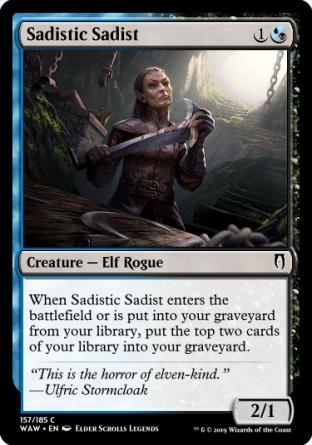 Sadistic Sadist 1
Creature — Elf Rogue
When Sadistic Sadist enters the
battlefield or is put into your graveyard
from your library, put the top two cards
of your library into your graveyard.
"This is the horror of elven-kind."
—Ulfric Stormcloak
2/1
157/185 C
WAW • EN Elder Scrolls Legends
™ & © 2019 Wizards of the Coast